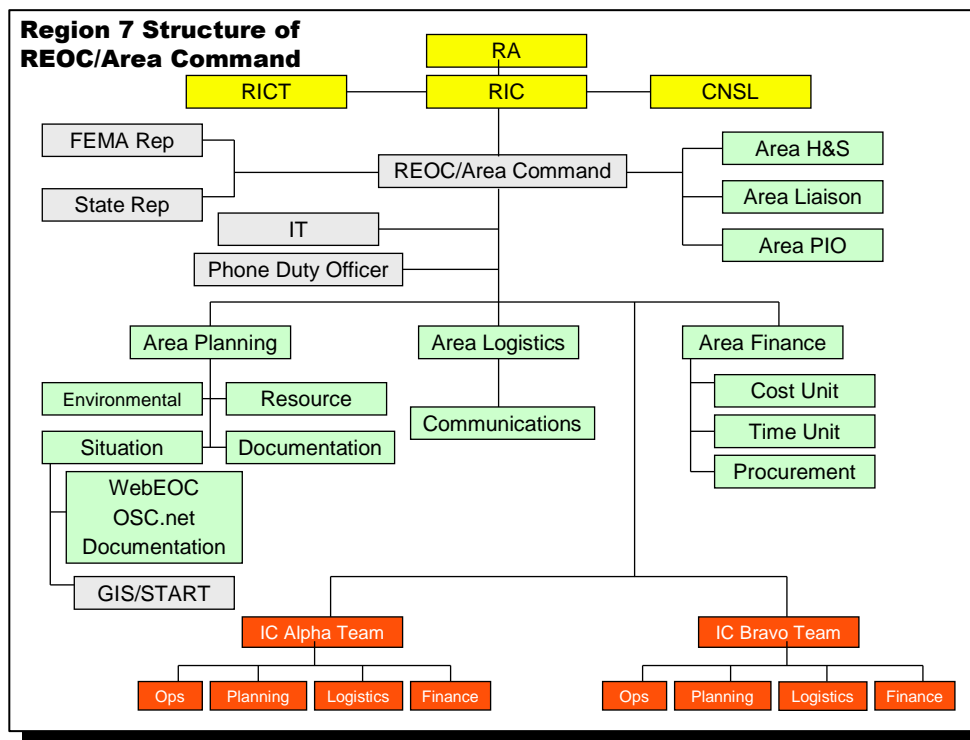 Region 7 Structure of
REOC/Area Command
RA
RICT
RIC
CNSL
FEMA Rep
State Rep
REOC/Area Command
Area H&S
Area Liaison
Area PIO
IT
Phone Duty Officer
Area Planning
Area Logistics
Area Finance
Environmental
Resource
Situation
Documentation
WebEOC
OSC.net
Documentation
GIS/START
Communications
Cost Unit
Time Unit
Procurement
IC Alpha Team
IC Bravo Team
Ops
Planning
Logistics
Finance
Ops
Planning
Logistics
Finance